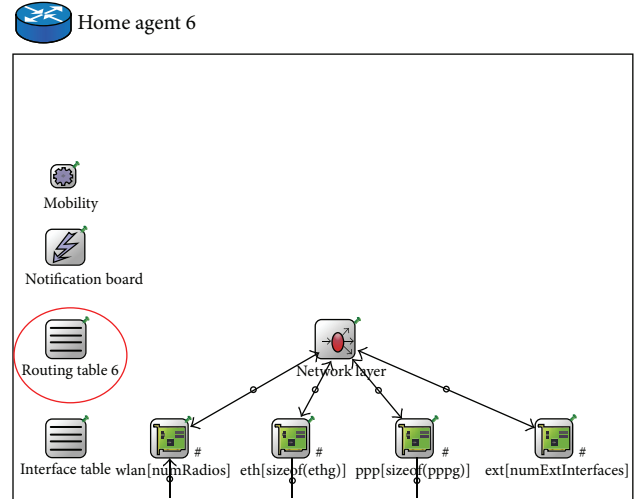 Home agent 6
Mobility
Notification board
Routing table 6
Network layer
#
#
#
#
Interface table
wlan[numRadios]
eth[sizeof(ethg)]
ppp[sizeof(pppg)]
ext[numExtInterfaces]